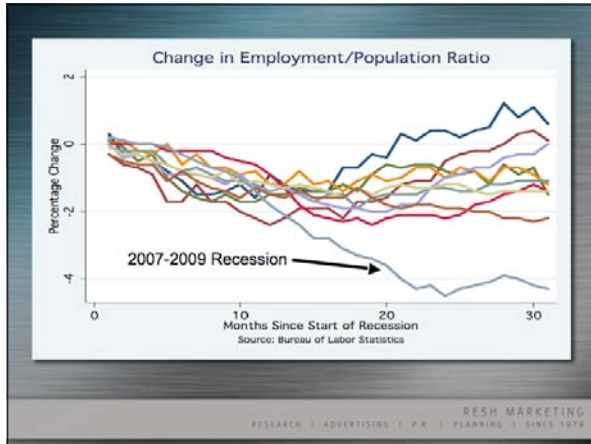 Change in Employment/Population Ratio
2
0
-2
-4
Percentage Change
2007-2009 Recession
0
10
20
30
Months Since Start of Recession
Source: Bureau of Labor Statistics
RESH MARKETING
RESEARCH | ADVERTISING | P.R. | PLANNING | SINCE 1979